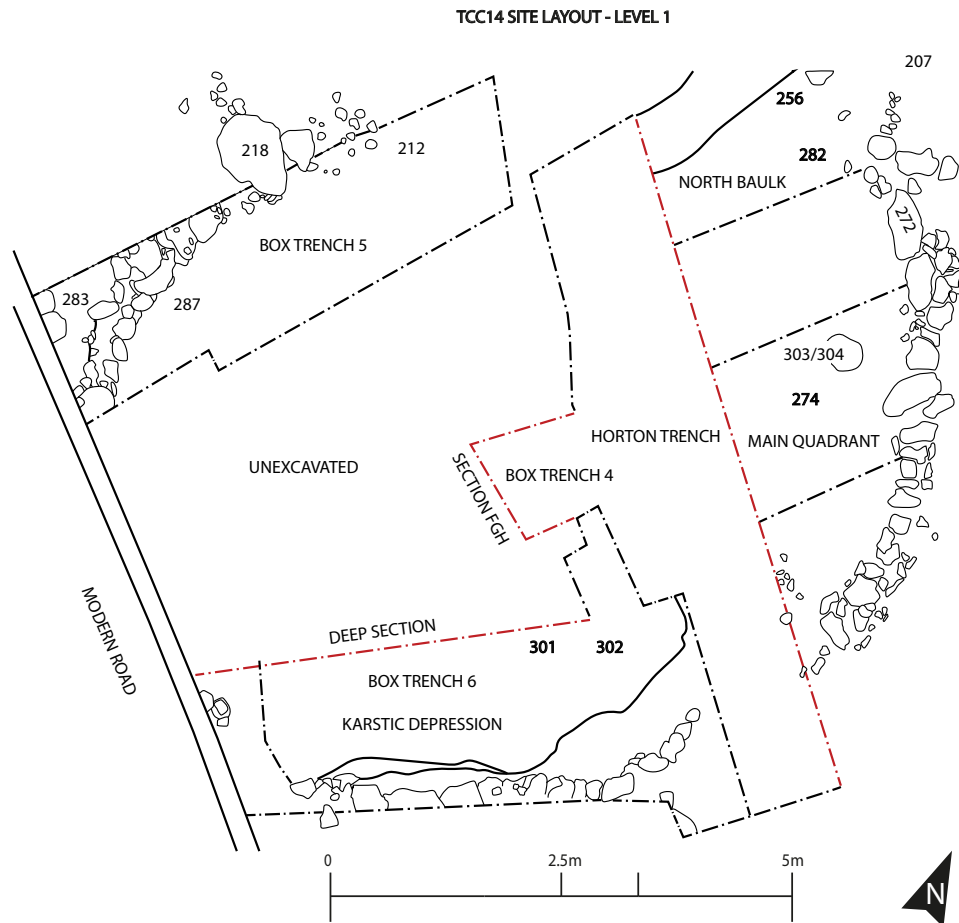 TCC14 SITE LAYOUT - LEVEL 1
207
256
218
212
282
NORTH BAULK
272
BOX TRENCH 5
283
287
303/304
274
HORTON TRENCH
MAIN QUADRANT
UNEXCAVATED
BOX TRENCH 4
SECTION FGH
MODERN ROAD
DEEP SECTION
301
302
BOX TRENCH 6
KARSTIC DEPRESSION
0
2.5m
5m
N